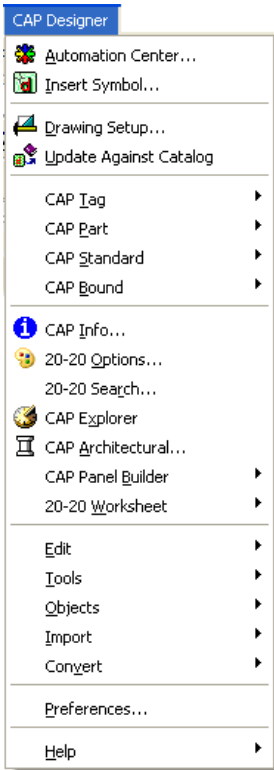 CAP Designer
Automation Center...
Insert Symbol...
Drawing Setup...
Update Against Catalog
CAP Tag
CAP Part
CAP Standard
CAP Bound
CAP Info...
20-20 Options...
20-20 Search...
CAP Explorer
CAP Architectural...
CAP Panel Builder
20-20 Worksheet
Edit
Tools
Objects
Import
Convert
Preferences...
Help